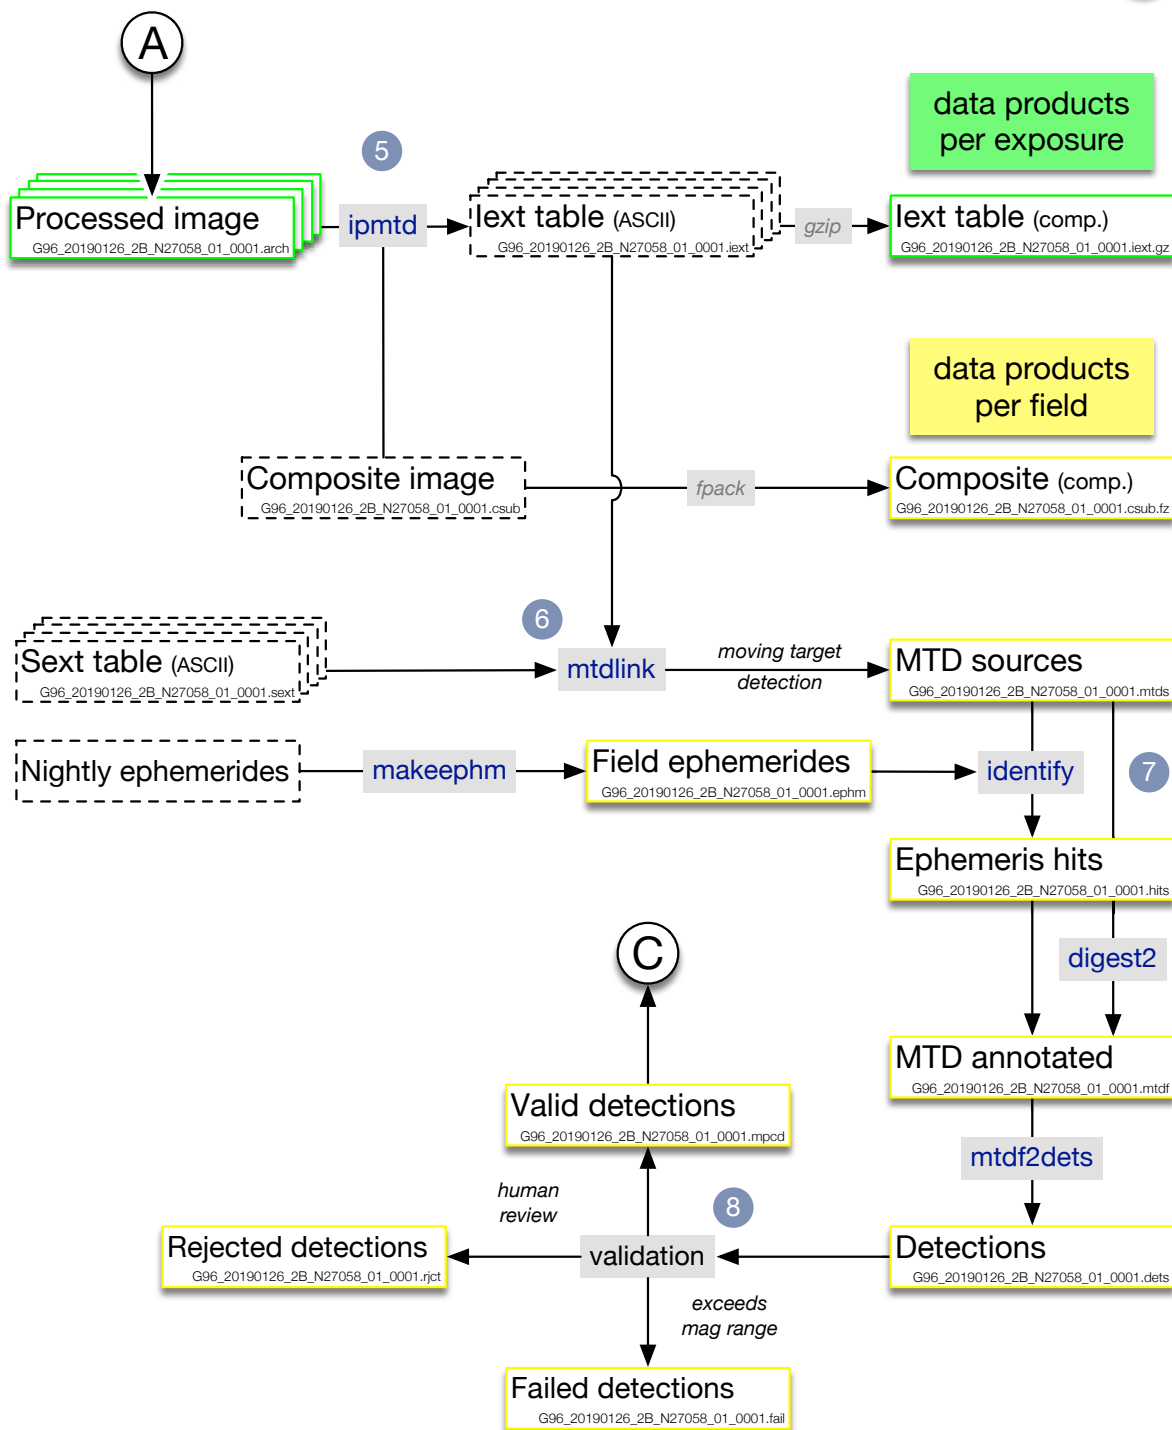 A
data products
per exposure
5
Processed image
G96_20190126_2B_N27058_01_0001.arch
ipmtd
Iext table (ASCII)
G96_20190126_2B_N27058_01_0001.iext
gzip
Iext table (comp.)
G96_20190126_2B_N27058_01_0001.iext.gz
data products
per field
Composite image
G96_20190126_2B_N27058_01_0001.csub
fpack
Composite (comp.)
G96_20190126_2B_N27058_01_0001.csub.fz
6
Sext table (ASCII)
G96_20190126_2B_N27058_01_0001.sext
mtdlink
moving target
detection
MTD sources
G96_20190126_2B_N27058_01_0001.mtds
Nightly ephemerides
makeephm
Field ephemerides
G96_20190126_2B_N27058_01_0001.ephm
identify
7
Ephemeris hits
G96_20190126_2B_N27058_01_0001.hits
C
digest2
MTD annotated
G96_20190126_2B_N27058_01_0001.mtdf
Valid detections
G96_20190126_2B_N27058_01_0001.mpcd
mtdf2dets
human
review
8
Rejected detections
G96_20190126_2B_N27058_01_0001.rjct
validation
Detections
G96_20190126_2B_N27058_01_0001.dets
exceeds
mag range
Failed detections
G96_20190126_2B_N27058_01_0001.fail